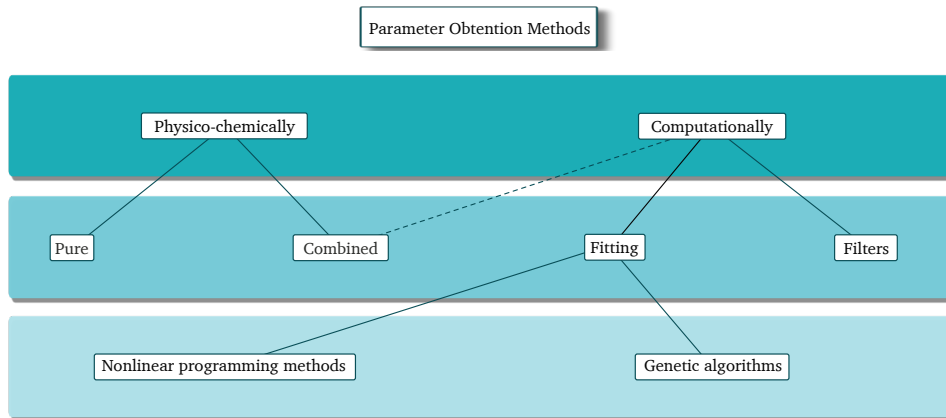 Parameter Obtention Methods
Physico-chemically
Computationally
Pure
Combined
Fitting
Filters
Nonlinear programming methods
Genetic algorithms